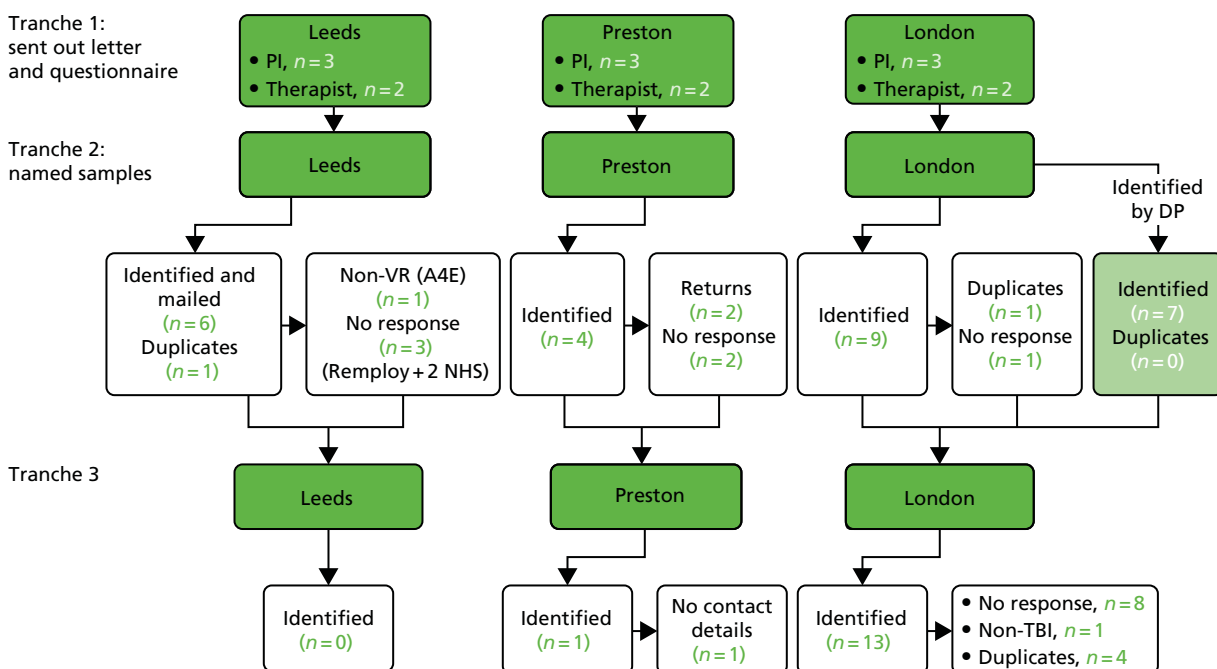 Tranche 1:
sent out letter
and questionnaire
Leeds
• PI, n=3
• Therapist, n=2
Preston
• PI, n=3
• Therapist, n=2
London
• PI, n=3
• Therapist, n=2
Tranche 2:
named samples
Leeds
Preston
London
Identified
by DP
Identified and
mailed
(n=6)
Duplicates
(n=1)
Non-VR (A4E)
(n=1)
No response
(n=3)
(Remploy+2 NHS)
Identified
(n=4)
Returns
(n=2)
No response
(n=2)
Identified
(n=9)
Duplicates
(n=1)
No response
(n=1)
Identified
(n=7)
Duplicates
(n=0)
Tranche 3
Leeds
Preston
London
Identified
(n=0)
Identified
(n=1)
No contact
details
(n=1)
Identified
(n=13)
• No response, n=8
• Non-TBI, n=1
• Duplicates, n=4